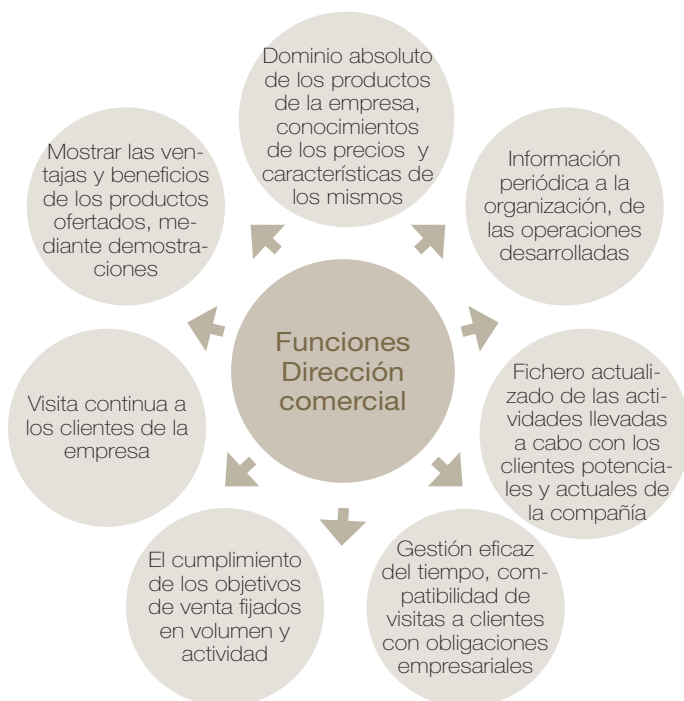 Dominio absoluto
de los productos
de la empresa,
conocimientos
de los precios y
características de
los mismos
Información
periódica a la
organización, de
las operaciones
desarrolladas
Fichero actuali-
zado de las acti-
vidades llevadas
a cabo con los
clientes potencia-
les y actuales de
la compañía
Gestión eficaz
del tiempo, com-
patibilidad de
visitas a clientes
con obligaciones
empresariales
El cumplimiento
de los objetivos
de venta fijados
en volumen y
actividad
Visita continua a
los clientes de la
empresa
Mostrar las ven-
tajas y beneficios
de los productos
ofertados, me-
diante demostra-
ciones
Funciones
Dirección
comercial